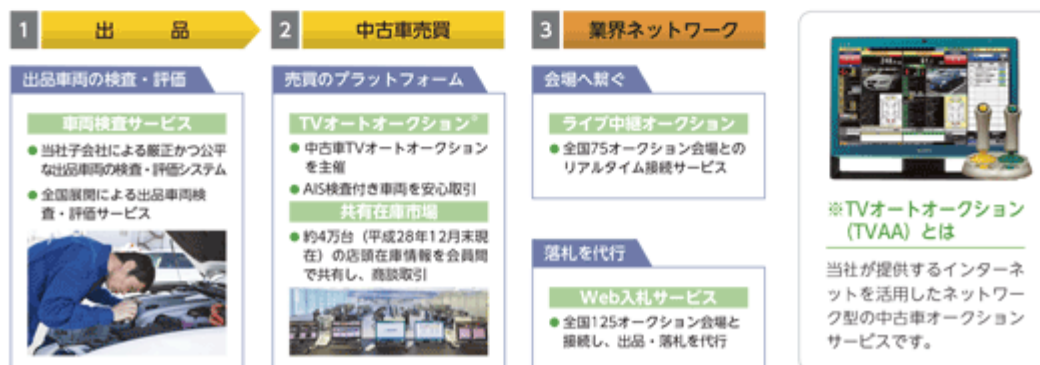 1 出品
出品車両の検査・評価
車両検査サービス
● 当社子会社による厳正かつ公平
な出品車両の検査・評価システム
● 全国展開による出品車両検
査・評価サービス
2 中古車売買
売買のプラットフォーム
TVオートオークション※
● 中古車TVオートオークション
を主催
● AIS検査付き車両を安心取引
共有在庫市場
● 約4万台（平成28年12月末現
在）の店頭在庫情報を会員間
で共有し、商談取引
3 業界ネットワーク
会場へ繋ぐ
ライブ中継オークション
● 全国75オークション会場との
リアルタイム接続サービス
落札を代行
Web入札サービス
● 全国125オークション会場と
接続し、出品・落札を代行
※TVオートオークション
（TVAA）とは
当社が提供するインターネ
ットを活用したネットワー
ク型の中古車オークション
サービスです。